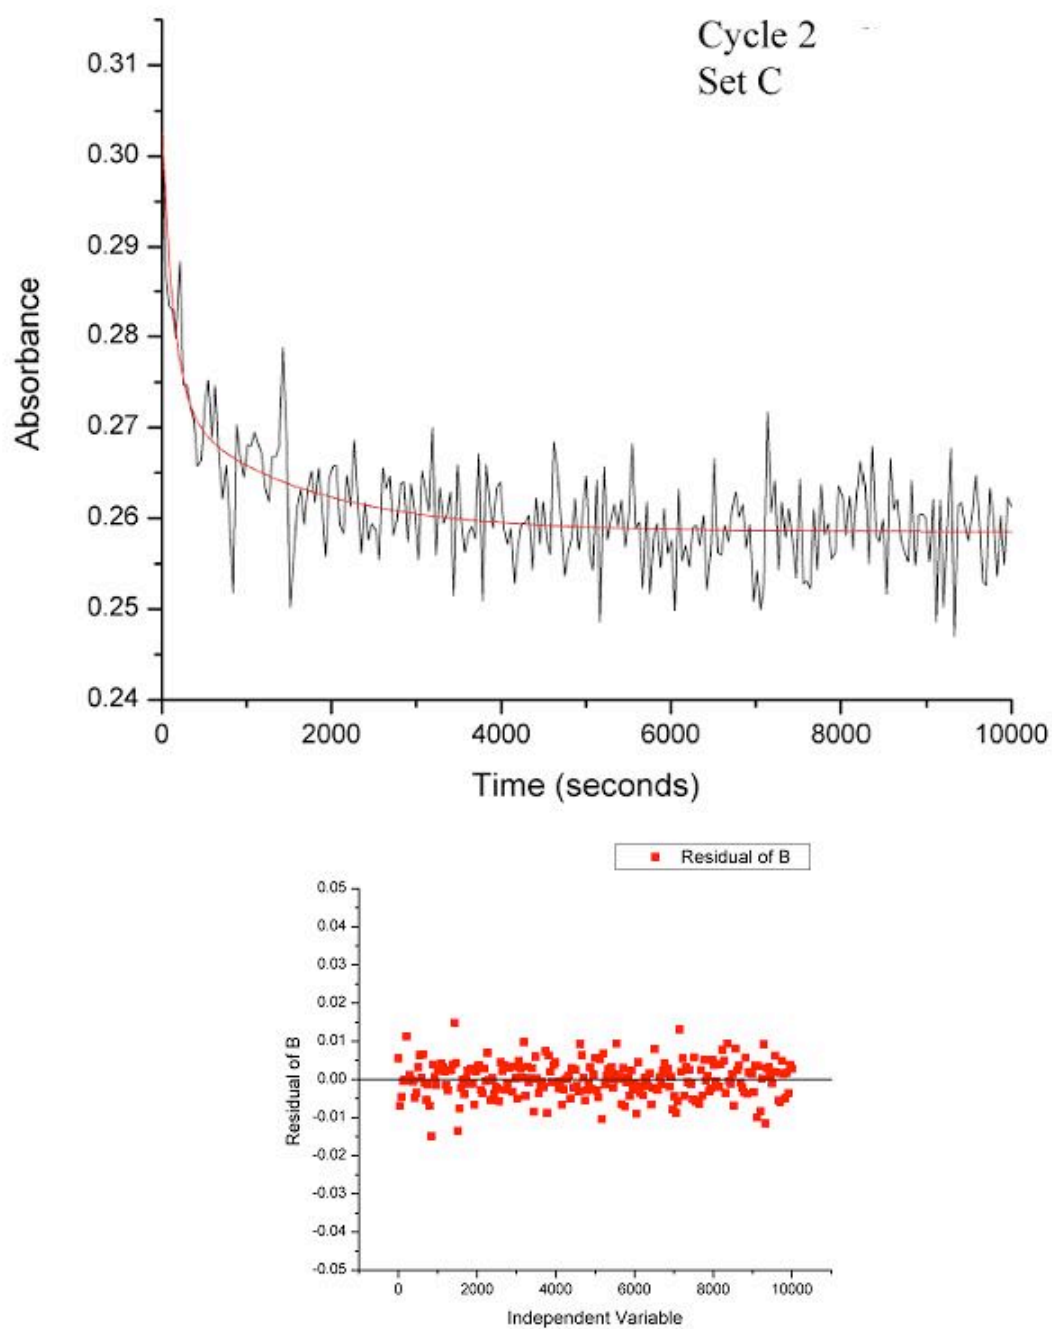 Cycle 2
Set C
0.31
0.30
0.29
0.28
0.27
0.26
0.25
0.24
Absorbance
0 2000 4000 6000 8000 10000
Time (seconds)
Residual of B
0.05
0.04
0.03
0.02
0.01
0.00
-0.01
-0.02
-0.03
-0.04
-0.05
Residual of B
0 2000 4000 6000 8000 10000
Independent Variable